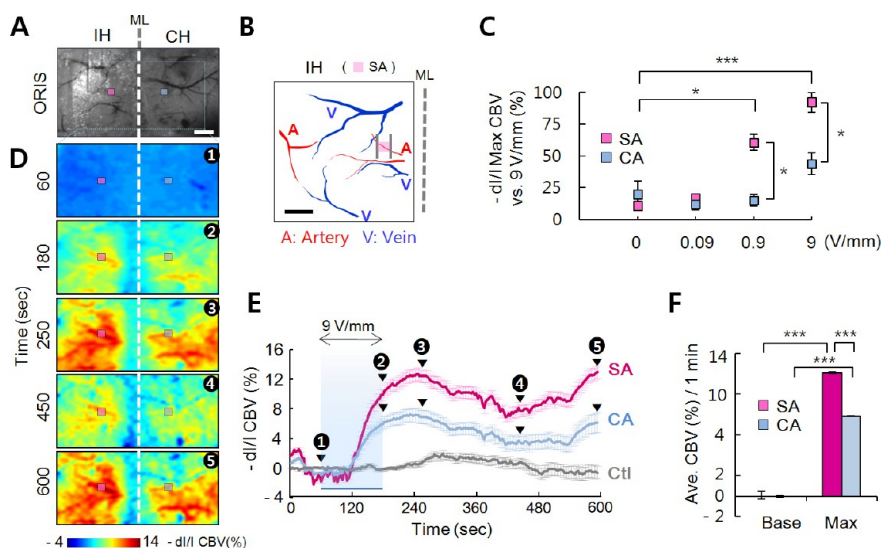 A
ML
IH
CH
ORIS
B
IH
( SA )
ML
V
A
V
A
V
V
A: Artery V: Vein
C
***
*
- dI/I Max CBV
vs. 9 V/mm (%)
100
75
50
25
0
SA
CA
*
*
0 0.09 0.9 9 (V/mm)
D
Time (sec)
60
1
180
2
250
3
450
4
600
5
- 4 14 - dI/I CBV(%)
E
9 V/mm
- dI/I CBV (%)
16
12
8
4
0
- 4
1
2
3
4
5
SA
CA
Ctl
0 120 240 360 480 600
Time (sec)
F
*** ***
***
Ave. CBV (%) / 1 min
14
12
4
0
- 2
SA
CA
Base Max